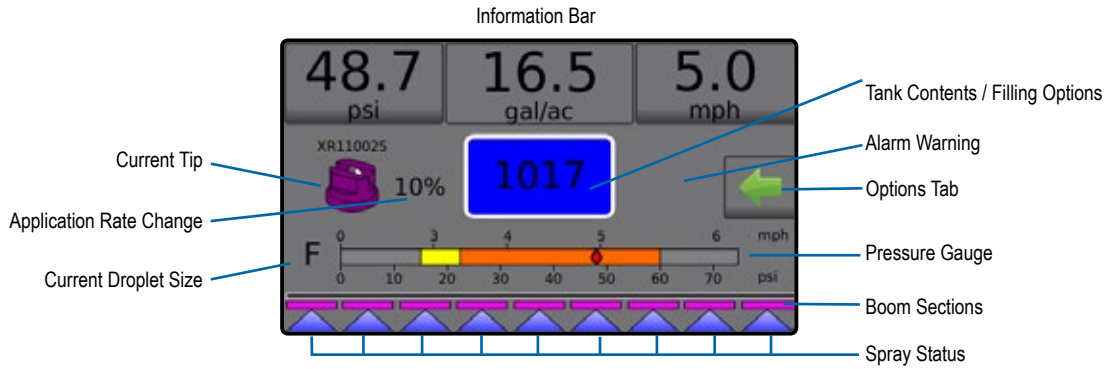 Information Bar
48.7 16.5 5.0
psi gal/ac mph
Tank Contents / Filling Options
XR110025
Alarm Warning
Current Tip
10% 1017
Options Tab
Application Rate Change
0 3 4 5 6 mph
F
Pressure Gauge
Current Droplet Size
0 10 20 30 40 50 60 70 psi
Boom Sections
Spray Status